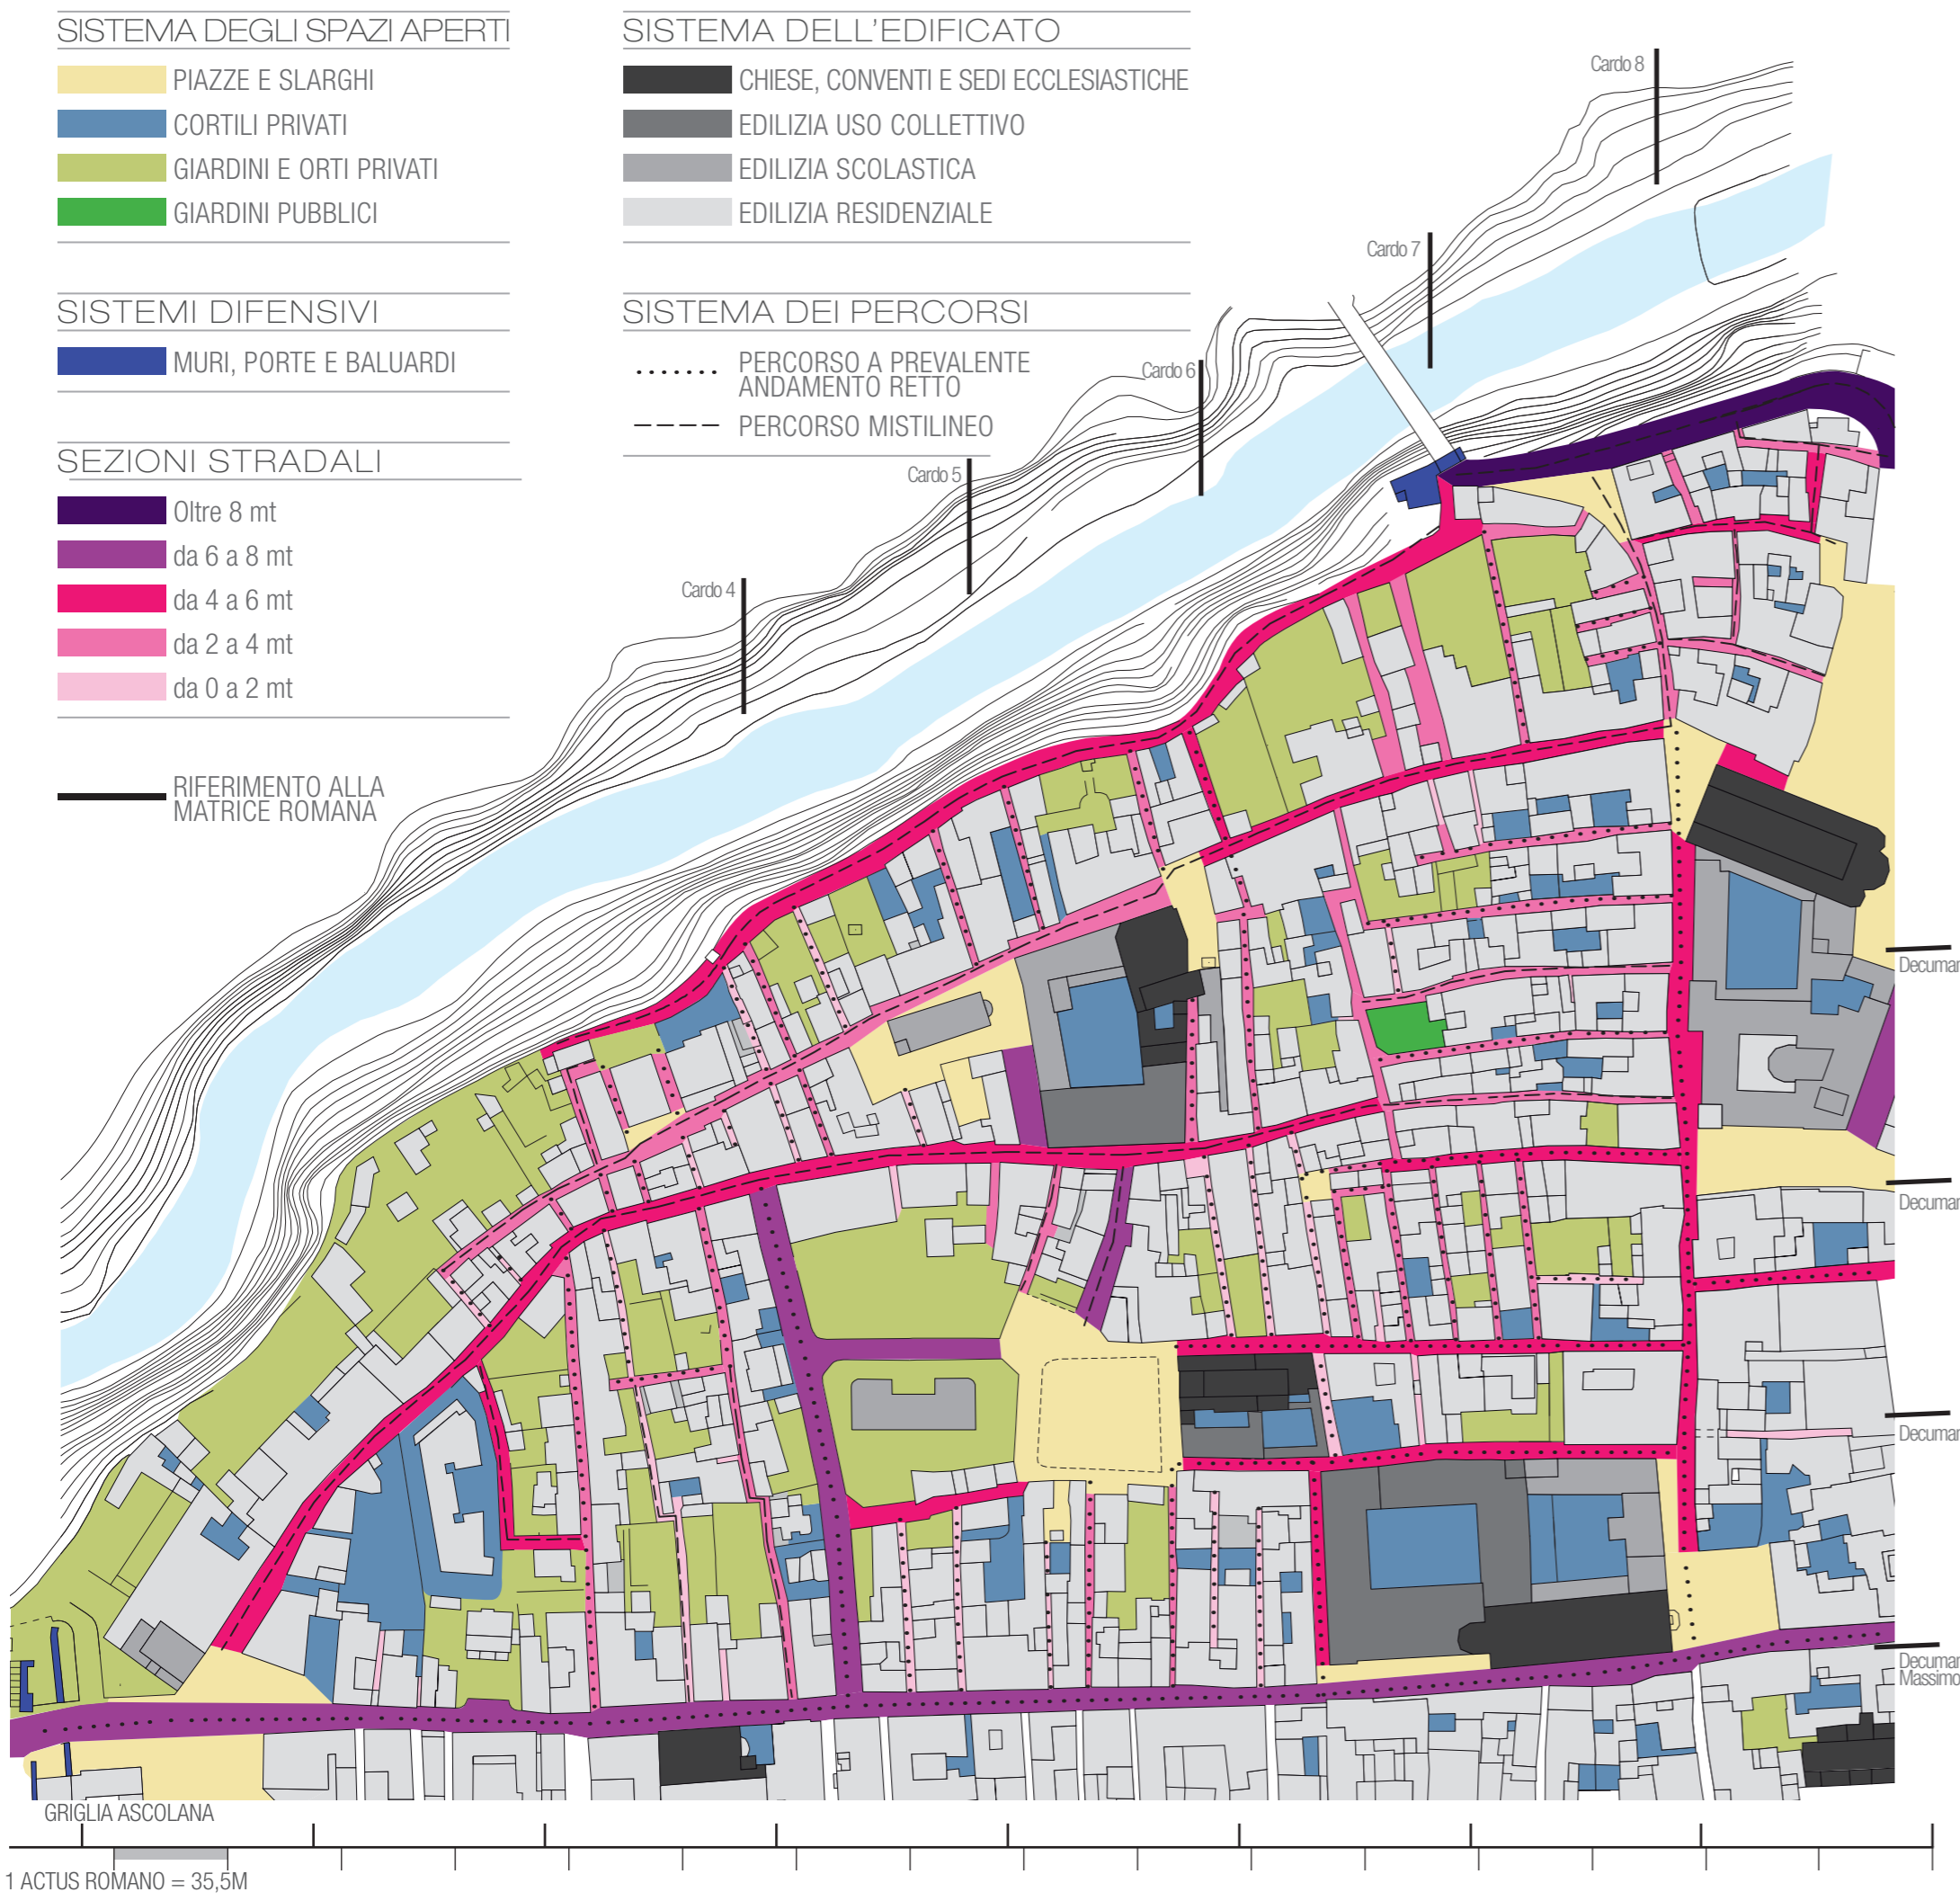 SISTEMA DEGLI SPAZI APERTI
PIAZZE E SLARGHI
CORTILI PRIVATI
GIARDINI E ORTI PRIVATI
GIARDINI PUBBLICI
SISTEMI DIFENSIVI
MURI, PORTE E BALUARDI
SEZIONI STRADALI
Oltre 8 mt
da 6 a 8 mt
da 4 a 6 mt
da 2 a 4 mt
da 0 a 2 mt
RIFERIMENTO ALLA
MATRICE ROMANA
SISTEMA DELL'EDIFICATO
CHIESE, CONVENTI E SEDI ECCLESIASTICHE
EDILIZIA USO COLLETTIVO
EDILIZIA SCOLASTICA
EDILIZIA RESIDENZIALE
SISTEMA DEI PERCORSI
PERCORSO A PREVALENTE
ANDAMENTO RETTO
PERCORSO MISTILINEO
Cardo 8
Cardo 7
Cardo 6
Cardo 5
Cardo 4
Decuman
Decuman
Decuman
Decuman
Massimo
GRIGLIA ASCOLANA
1 ACTUS ROMANO = 35,5M